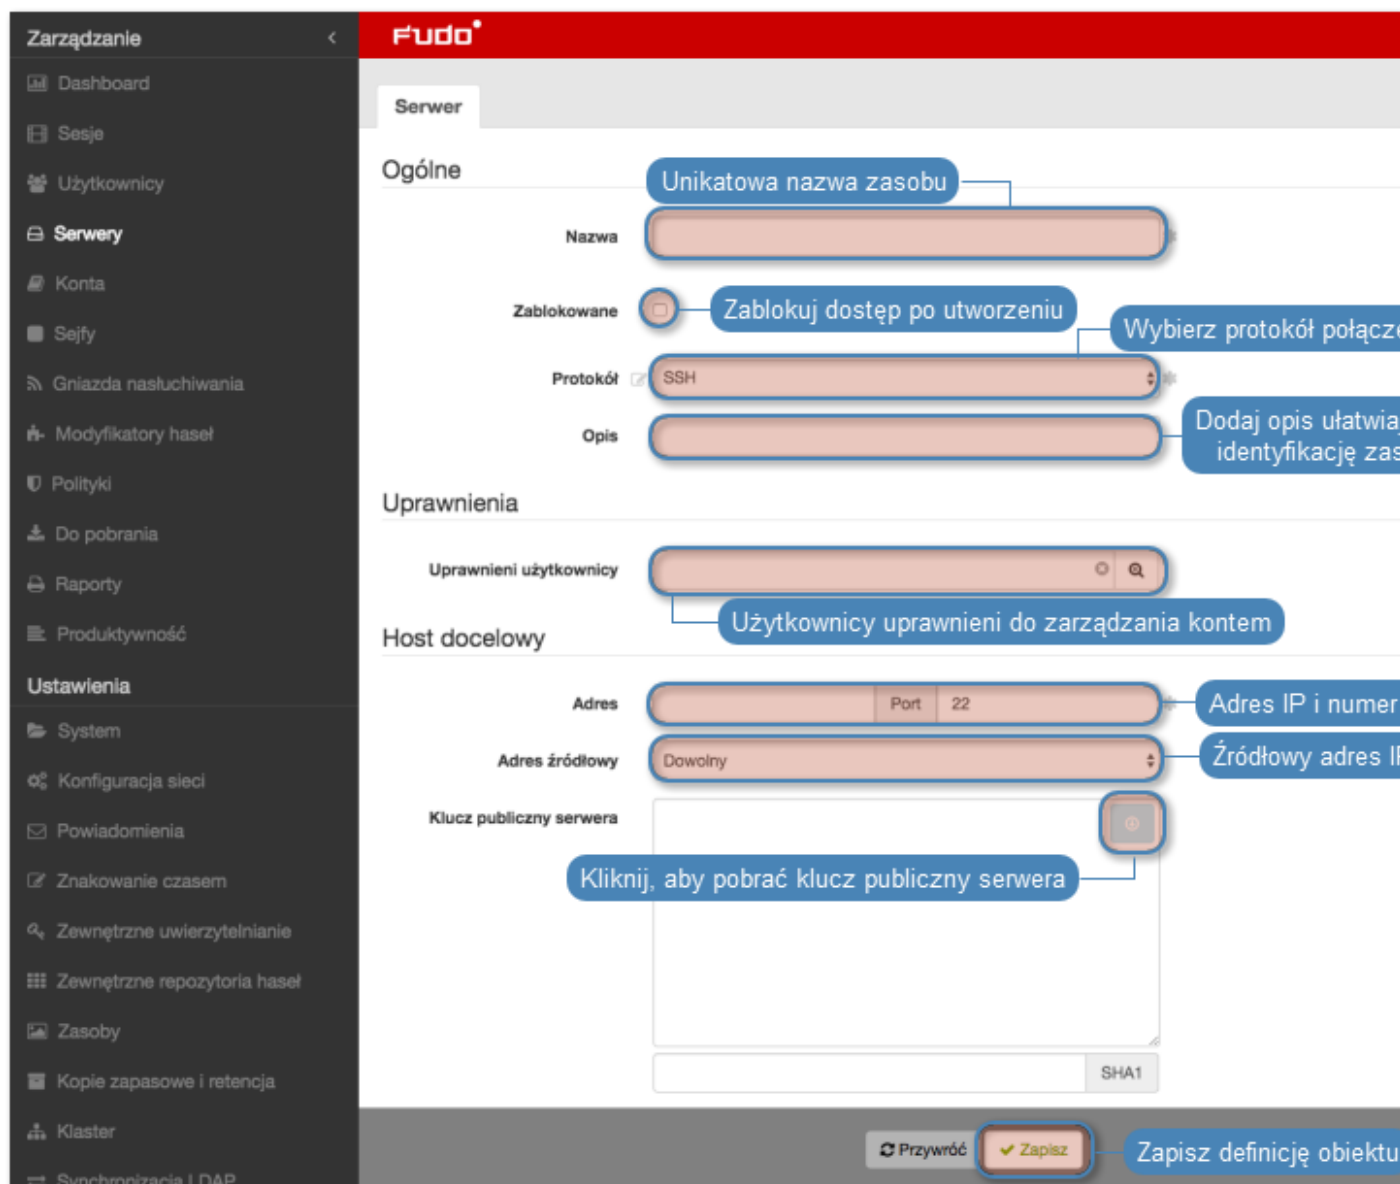 Zarządzanie
Dashboard
Sesje
Użytkownicy
Serwery
Konta
Sejfy
Gniazda nasłuchiwania
Modyfikatory haseł
Polityki
Do pobrania
Raporty
Produktywność
Ustawienia
System
Konfiguracja sieci
Powiadomienia
Znakowanie czasem
Zewnętrzne uwierzytelnianie
Zewnętrzne repozytoria haseł
Zasoby
Kopie zapasowe i retencja
Klaster
Synchronizacja LDAP
FUDO
Serwer
Ogólne
Unikatowa nazwa zasobu
Nazwa
Zablokowane
Zablokuj dostęp po utworzeniu
Wybierz protokół połącze
Protokół SSH
Dodaj opis ułatwia
identyfikację zas
Opis
Uprawnienia
Uprawnieni użytkownicy
Użytkownicy uprawnieni do zarządzania kontem
Host docelowy
Adres Port 22
Adres IP i numer
Adres źródłowy Dowolny
Źródłowy adres IP
Klucz publiczny serwera
Kliknij, aby pobrać klucz publiczny serwera
SHA1
Przywróć Zapisz
Zapisz definicję obiektu